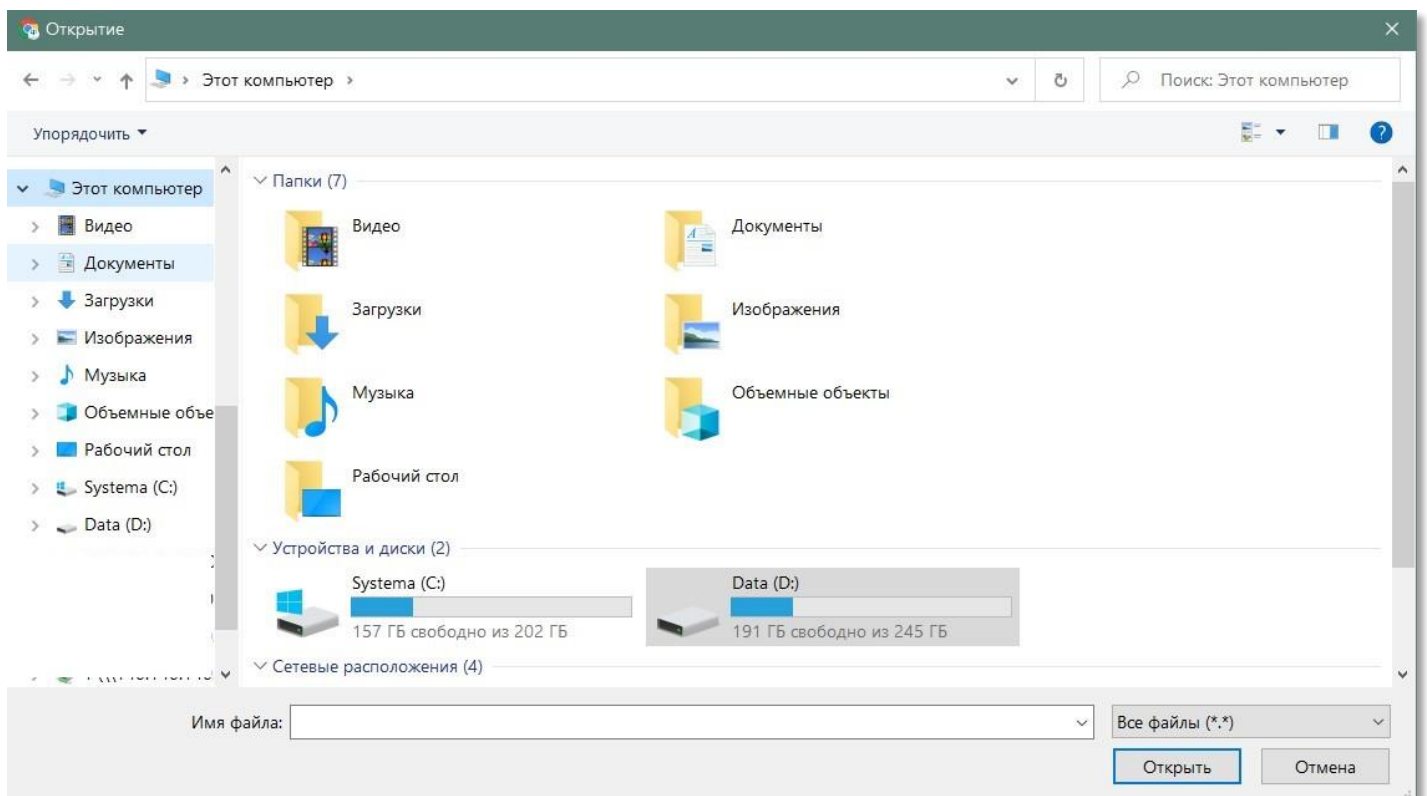 Открытие
Этот компьютер
Поиск: Этот компьютер
Упорядочить
Этот компьютер
Видео
Документы
Загрузки
Изображения
Музыка
Объемные объе
Рабочий стол
Systema (C:)
Data (D:)
Папки (7)
Видео
Документы
Загрузки
Изображения
Музыка
Объемные объекты
Рабочий стол
Устройства и диски (2)
Systema (C:)
157 ГБ свободно из 202 ГБ
Data (D:)
191 ГБ свободно из 245 ГБ
Сетевые расположения (4)
Имя файла:
Все файлы (*.*)
Открыть
Отмена